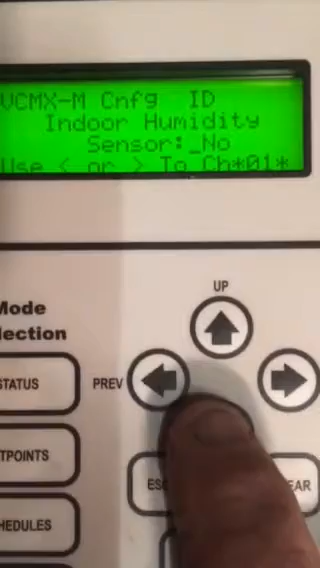 VCMX-M Cnfg ID
Indoor Humidity
Sensor:_No
Use < or > To Ch*01*
Mode
lection
UP
STATUS
PREV
TPOINTS
ESC
EAR
HEDULES